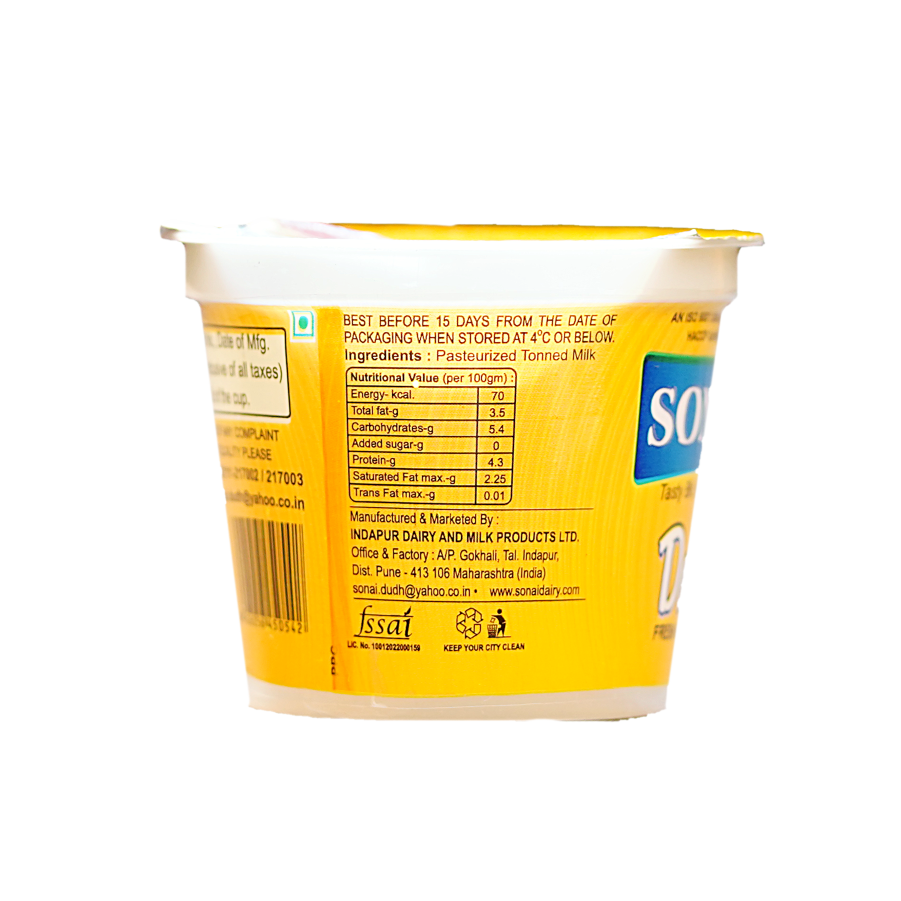 Date of Mfg.
of all taxes)
the cup.
COMPLAINT
PLEASE
217002 / 217003
@yahoo.co.in
BEST BEFORE 15 DAYS FROM THE DATE OF
PACKAGING WHEN STORED AT 4°C OR BELOW.
Ingredients : Pasteurized Tonned Milk
Nutritional Value (per 100gm) :
Energy- kcal. 70
Total fat-g 3.5
Carbohydrates-g 5.4
Added sugar-g 0
Protein-g 4.3
Saturated Fat max.-g 2.25
Trans Fat max.-g 0.01
Manufactured & Marketed By :
INDAPUR DAIRY AND MILK PRODUCTS LTD.
Office & Factory : A/P. Gokhali, Tal. Indapur,
Dist. Pune - 413 106 Maharashtra (India)
sonai.dudh@yahoo.co.in • www.sonaidairy.com
fssai
Lic. No. 10012022000159
KEEP YOUR CITY CLEAN
AN ISO
Tasty